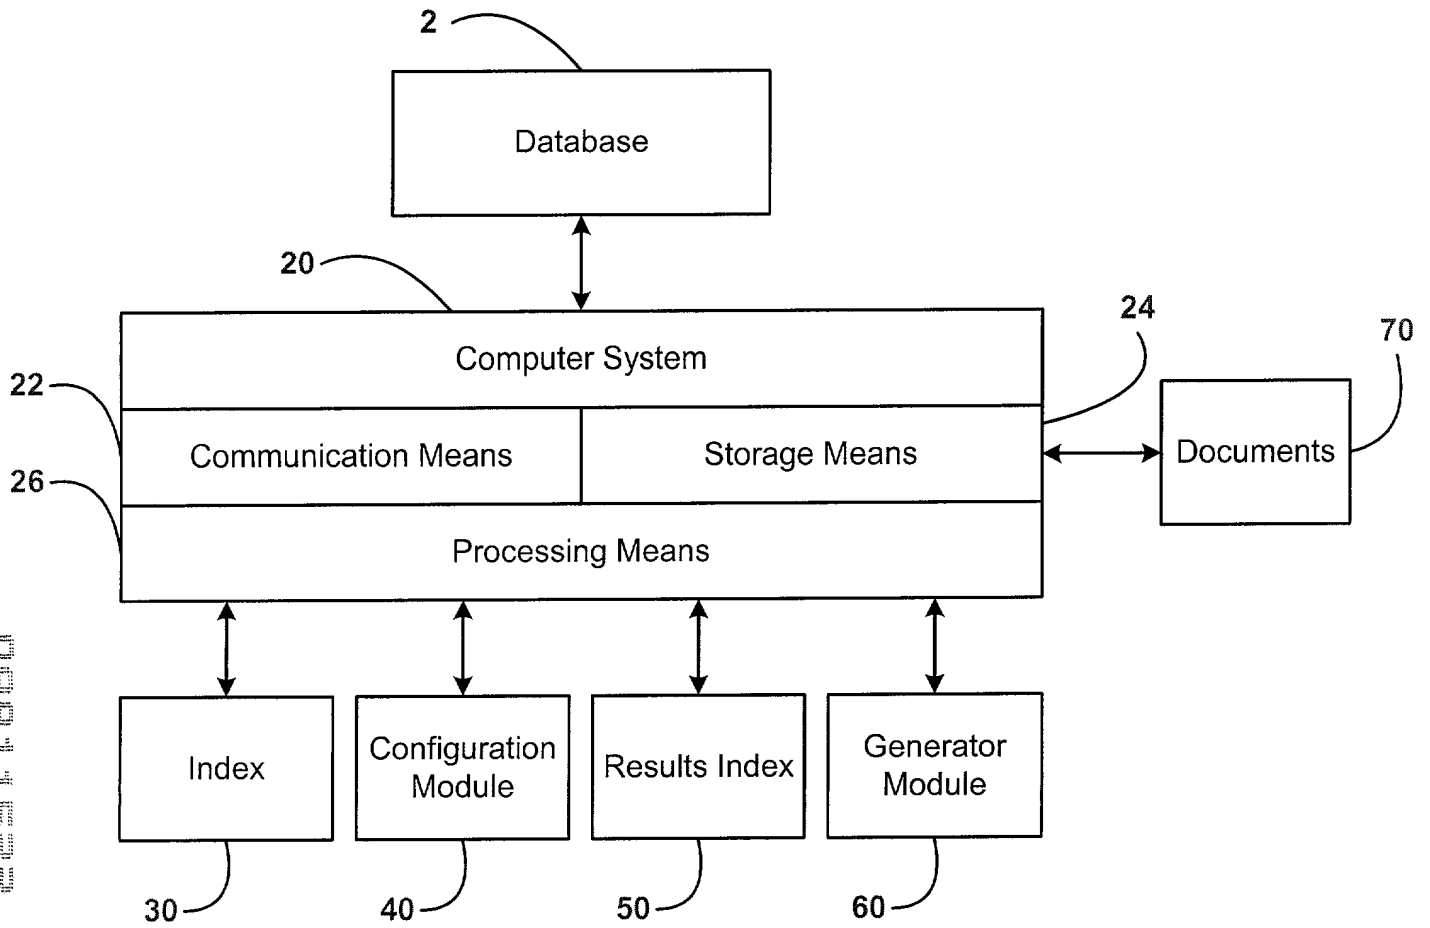 2
Database
20
24
70
Computer System
22
Communication Means
Storage Means
Documents
26
Processing Means
Index
Configuration
Module
Results Index
Generator
Module
30
40
50
60